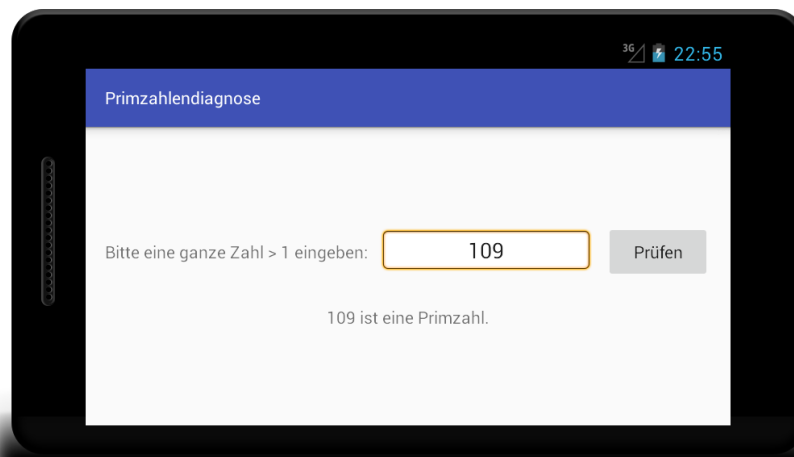 3G 22:55
Primzahlendiagnose
Bitte eine ganze Zahl > 1 eingeben: 109 Prüfen
109 ist eine Primzahl.